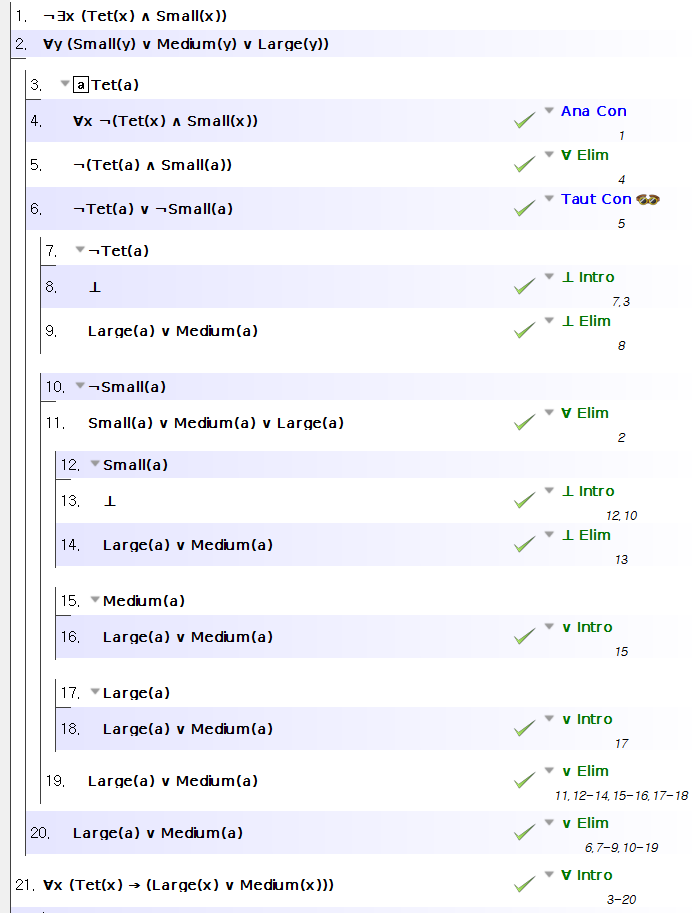 1. ¬∃x (Tet(x) ∧ Small(x))
2. ∀y (Small(y) ∨ Medium(y) ∨ Large(y))
3. a Tet(a)
4. ∀x ¬(Tet(x) ∧ Small(x)) Ana Con
1
5. ¬(Tet(a) ∧ Small(a)) ∀ Elim
4
6. ¬Tet(a) ∨ ¬Small(a) Taut Con
5
7. ¬Tet(a)
8. ⊥ ⊥ Intro
7,3
9. Large(a) ∨ Medium(a) ⊥ Elim
8
10. ¬Small(a)
11. Small(a) ∨ Medium(a) ∨ Large(a) ∀ Elim
2
12. Small(a)
13. ⊥ ⊥ Intro
12,10
14. Large(a) ∨ Medium(a) ⊥ Elim
13
15. Medium(a)
16. Large(a) ∨ Medium(a) ∨ Intro
15
17. Large(a)
18. Large(a) ∨ Medium(a) ∨ Intro
17
19. Large(a) ∨ Medium(a) ∨ Elim
11,12-14,15-16,17-18
20. Large(a) ∨ Medium(a) ∨ Elim
6,7-9,10-19
21. ∀x (Tet(x) → (Large(x) ∨ Medium(x))) ∀ Intro
3-20